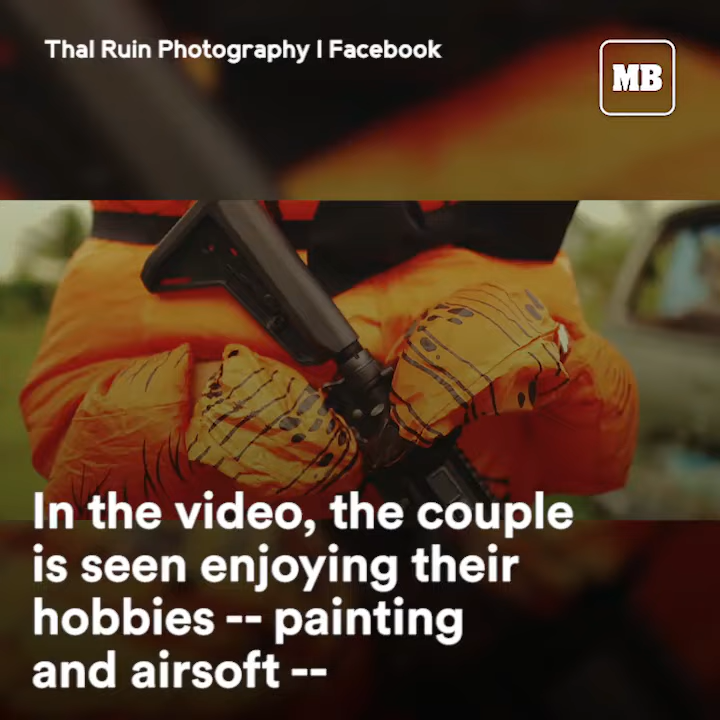 Thal Ruin Photography I Facebook
MB
In the video, the couple
is seen enjoying their
hobbies -- painting
and airsoft --